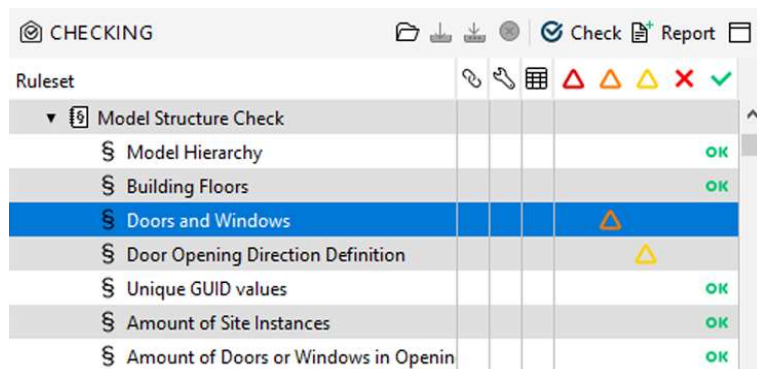 CHECKING Check Report
Ruleset
§ Model Structure Check
§ Model Hierarchy OK
§ Building Floors OK
§ Doors and Windows
§ Door Opening Direction Definition
§ Unique GUID values OK
§ Amount of Site Instances OK
§ Amount of Doors or Windows in Openin OK